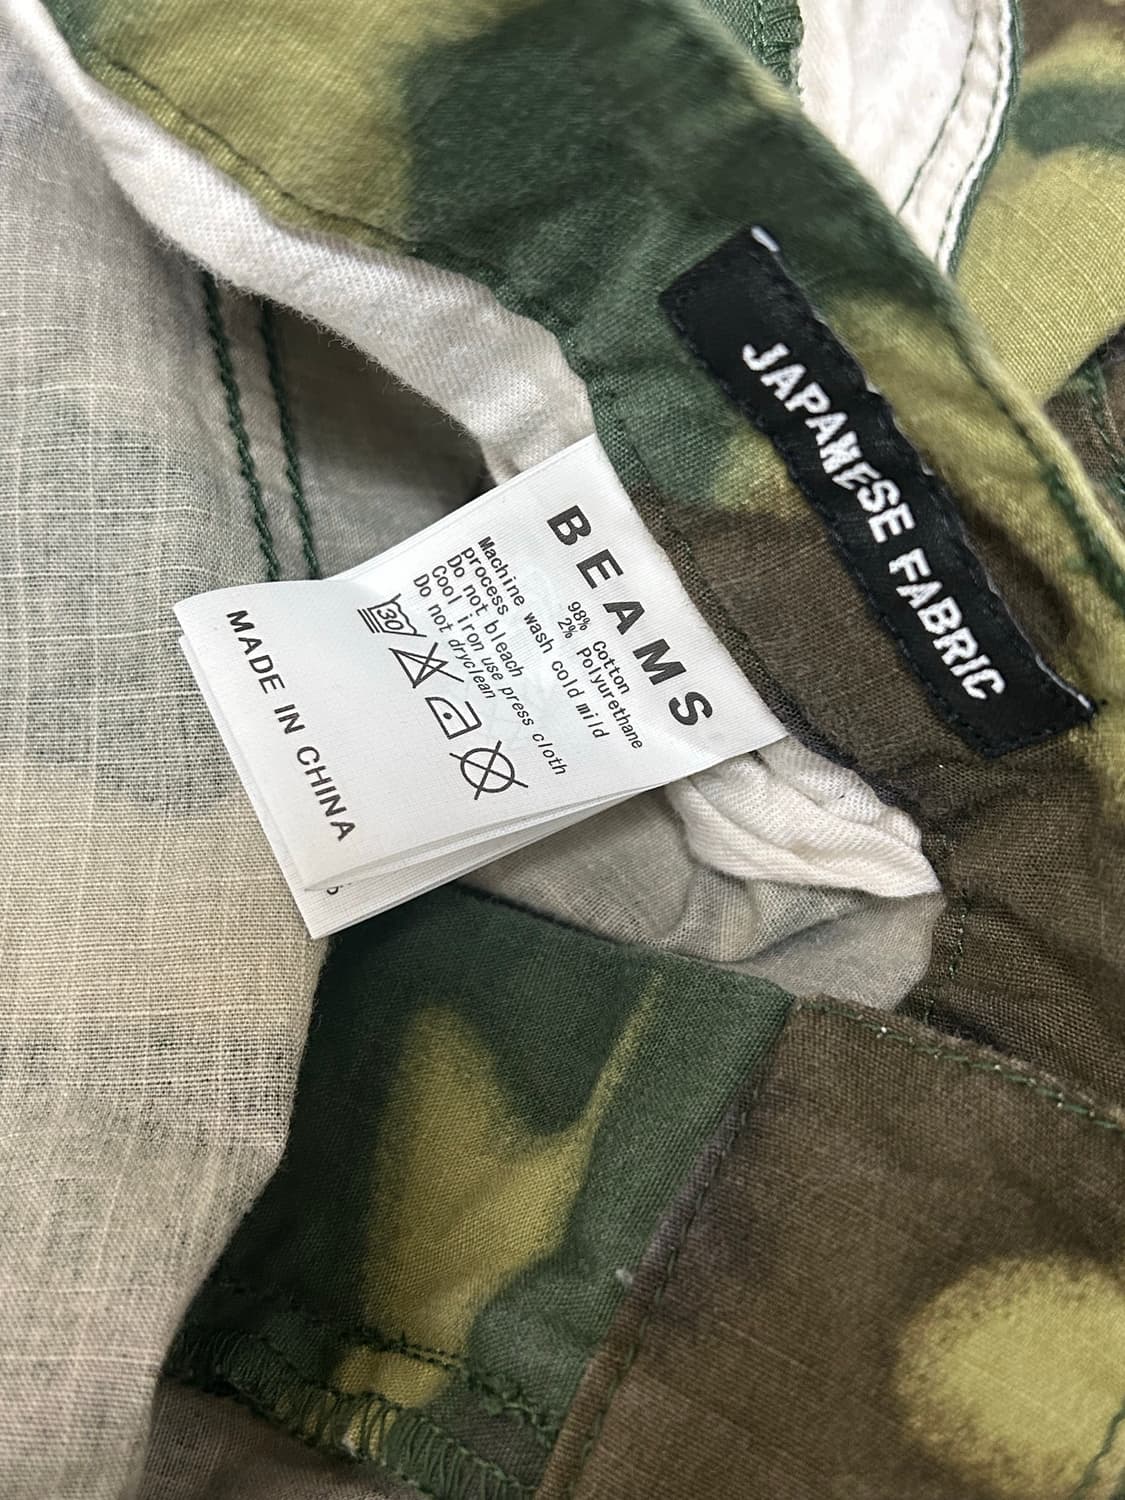 JAPANESE FABRIC
BEAMS
98% Cotton
2% Polyurethane
Machine wash cold mild
process
Do not bleach
Cool iron use press cloth
Do not dryclean
30
MADE IN CHINA